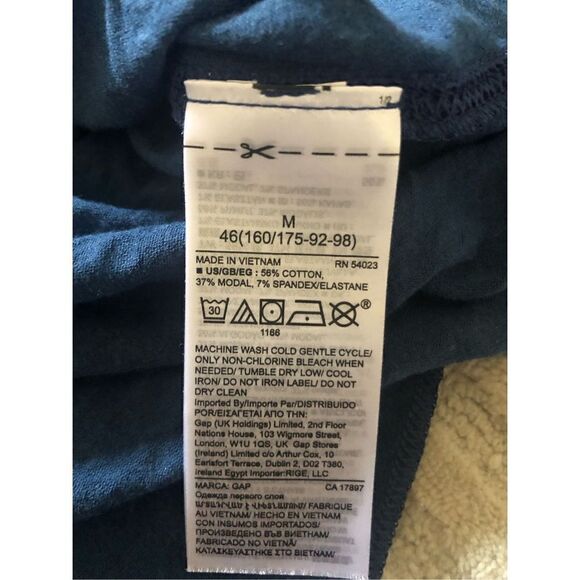 1/2
M
46(160/175-92-98)
MADE IN VIETNAM RN 54023
■ US/GB/EG : 56% COTTON,
37% MODAL, 7% SPANDEX/ELASTANE
30
®
1166
MACHINE WASH COLD GENTLE CYCLE/
ONLY NON-CHLORINE BLEACH WHEN
NEEDED/ TUMBLE DRY LOW/ COOL
IRON/ DO NOT IRON LABEL/ DO NOT
DRY CLEAN
Imported By/Importe Par/DISTRIBUIDO
POR/ΕΙΣΑΓΕΤΑΙ ΑΠΟ ΤΗΝ:
Gap (UK Holdings) Limited, 2nd Floor
Nations House, 103 Wigmore Street,
London, W1U 1QS, UK Gap Stores
(Ireland) Limited c/o Arthur Cox, 10
Earlsfort Terrace, Dublin 2, D02 T380,
Ireland Egypt Importer:RIGE, LLC
MARCA: GAP CA 17897
Одежда первого слоя
FABRIQUE
AU VIETNAM/ HECHO EN VIETNAM
CON INSUMOS IMPORTADOS/
ПРОИЗВЕДЕНО ВЪВ ВИЕТНАМ/
FABRICADO NO VIETNÃ/
ΚΑΤΑΣΚΕΥΑΣΤΗΚΕ ΣΤΟ ΒΙΕΤΝΑΜ/